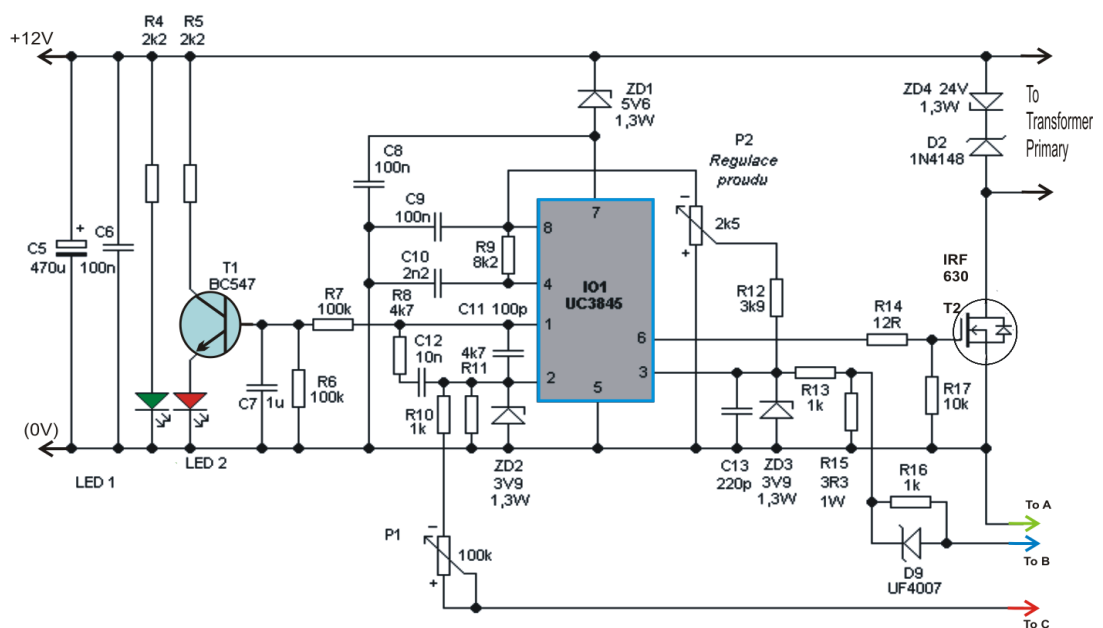 R4
2k2
R5
2k2
+12V
ZD1
5V6
1,3W
ZD4 24V
1,3W
D2
1N4148
To
Transformer
Primary
P2
Regulace
proudu
C8
100n
C9
100n
C10
2n2
R9
8k2
7
8
4
1
2
5
6
3
IO1
UC3845
−
+
2k5
R12
3k9
C5
470u
+
C6
100n
T1
BC547
R7
100k
R8
4k7
C11 100p
C12
10n
4k7
R11
R10
1k
R6
100k
C7
1u
R14
12R
IRF
630
T2
R17
10k
R13
1k
(0V)
LED 1
LED 2
ZD2
3V9
1,3W
C13
220p
ZD3
3V9
1,3W
R15
3R3
1W
R16
1k
D9
UF4007
P1
−
+
100k
To A
To B
To C